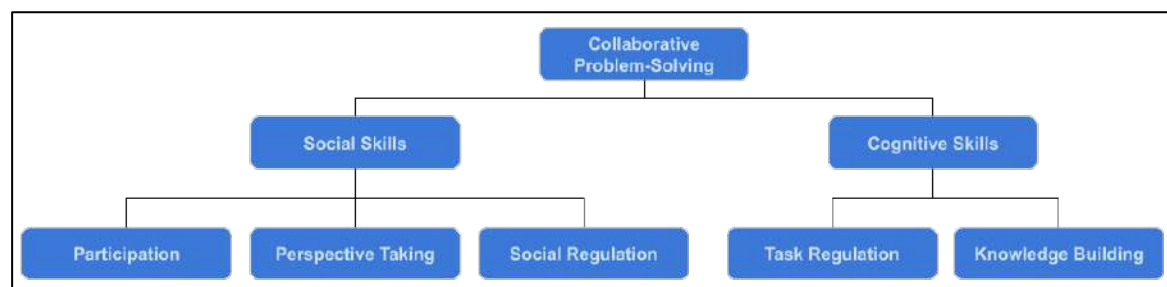 Collaborative
Problem-Solving
Social Skills
Cognitive Skills
Participation
Perspective Taking
Social Regulation
Task Regulation
Knowledge Building